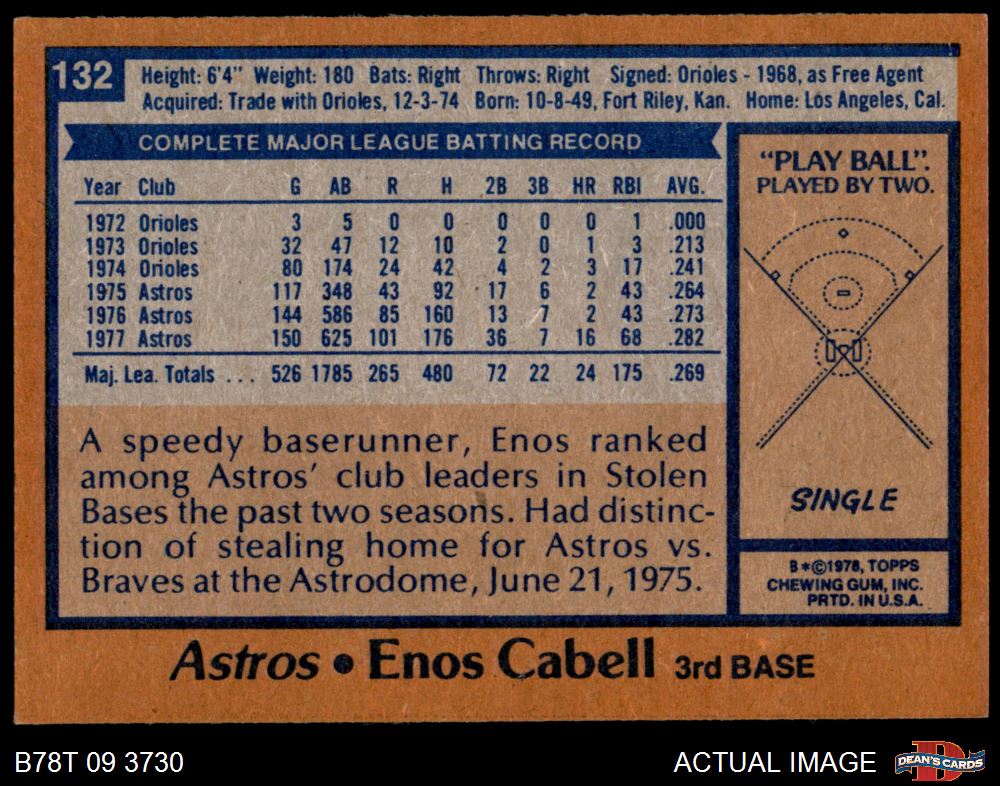 132
Height: 6'4" Weight: 180 Bats: Right Throws: Right Signed: Orioles - 1968, as Free Agent
Acquired: Trade with Orioles, 12-3-74 Born: 10-8-49, Fort Riley, Kan. Home: Los Angeles, Cal.
COMPLETE MAJOR LEAGUE BATTING RECORD
Year Club G AB R H 2B 3B HR RBI AVG.
1972 Orioles 3 5 0 0 0 0 0 1 .000
1973 Orioles 32 47 12 10 2 0 1 3 .213
1974 Orioles 80 174 24 42 4 2 3 17 .241
1975 Astros 117 348 43 92 17 6 2 43 .264
1976 Astros 144 586 85 160 13 7 2 43 .273
1977 Astros 150 625 101 176 36 7 16 68 .282
Maj. Lea. Totals ... 526 1785 265 480 72 22 24 175 .269
A speedy baserunner, Enos ranked
among Astros' club leaders in Stolen
Bases the past two seasons. Had distinc-
tion of stealing home for Astros vs.
Braves at the Astrodome, June 21, 1975.
"PLAY BALL".
PLAYED BY TWO.
SINGLE
B*©1978, TOPPS
CHEWING GUM, INC.
PRTD. IN U.S.A.
Astros • Enos Cabell 3rd BASE
B78T 09 3730
ACTUAL IMAGE
DEAN'S CARDS